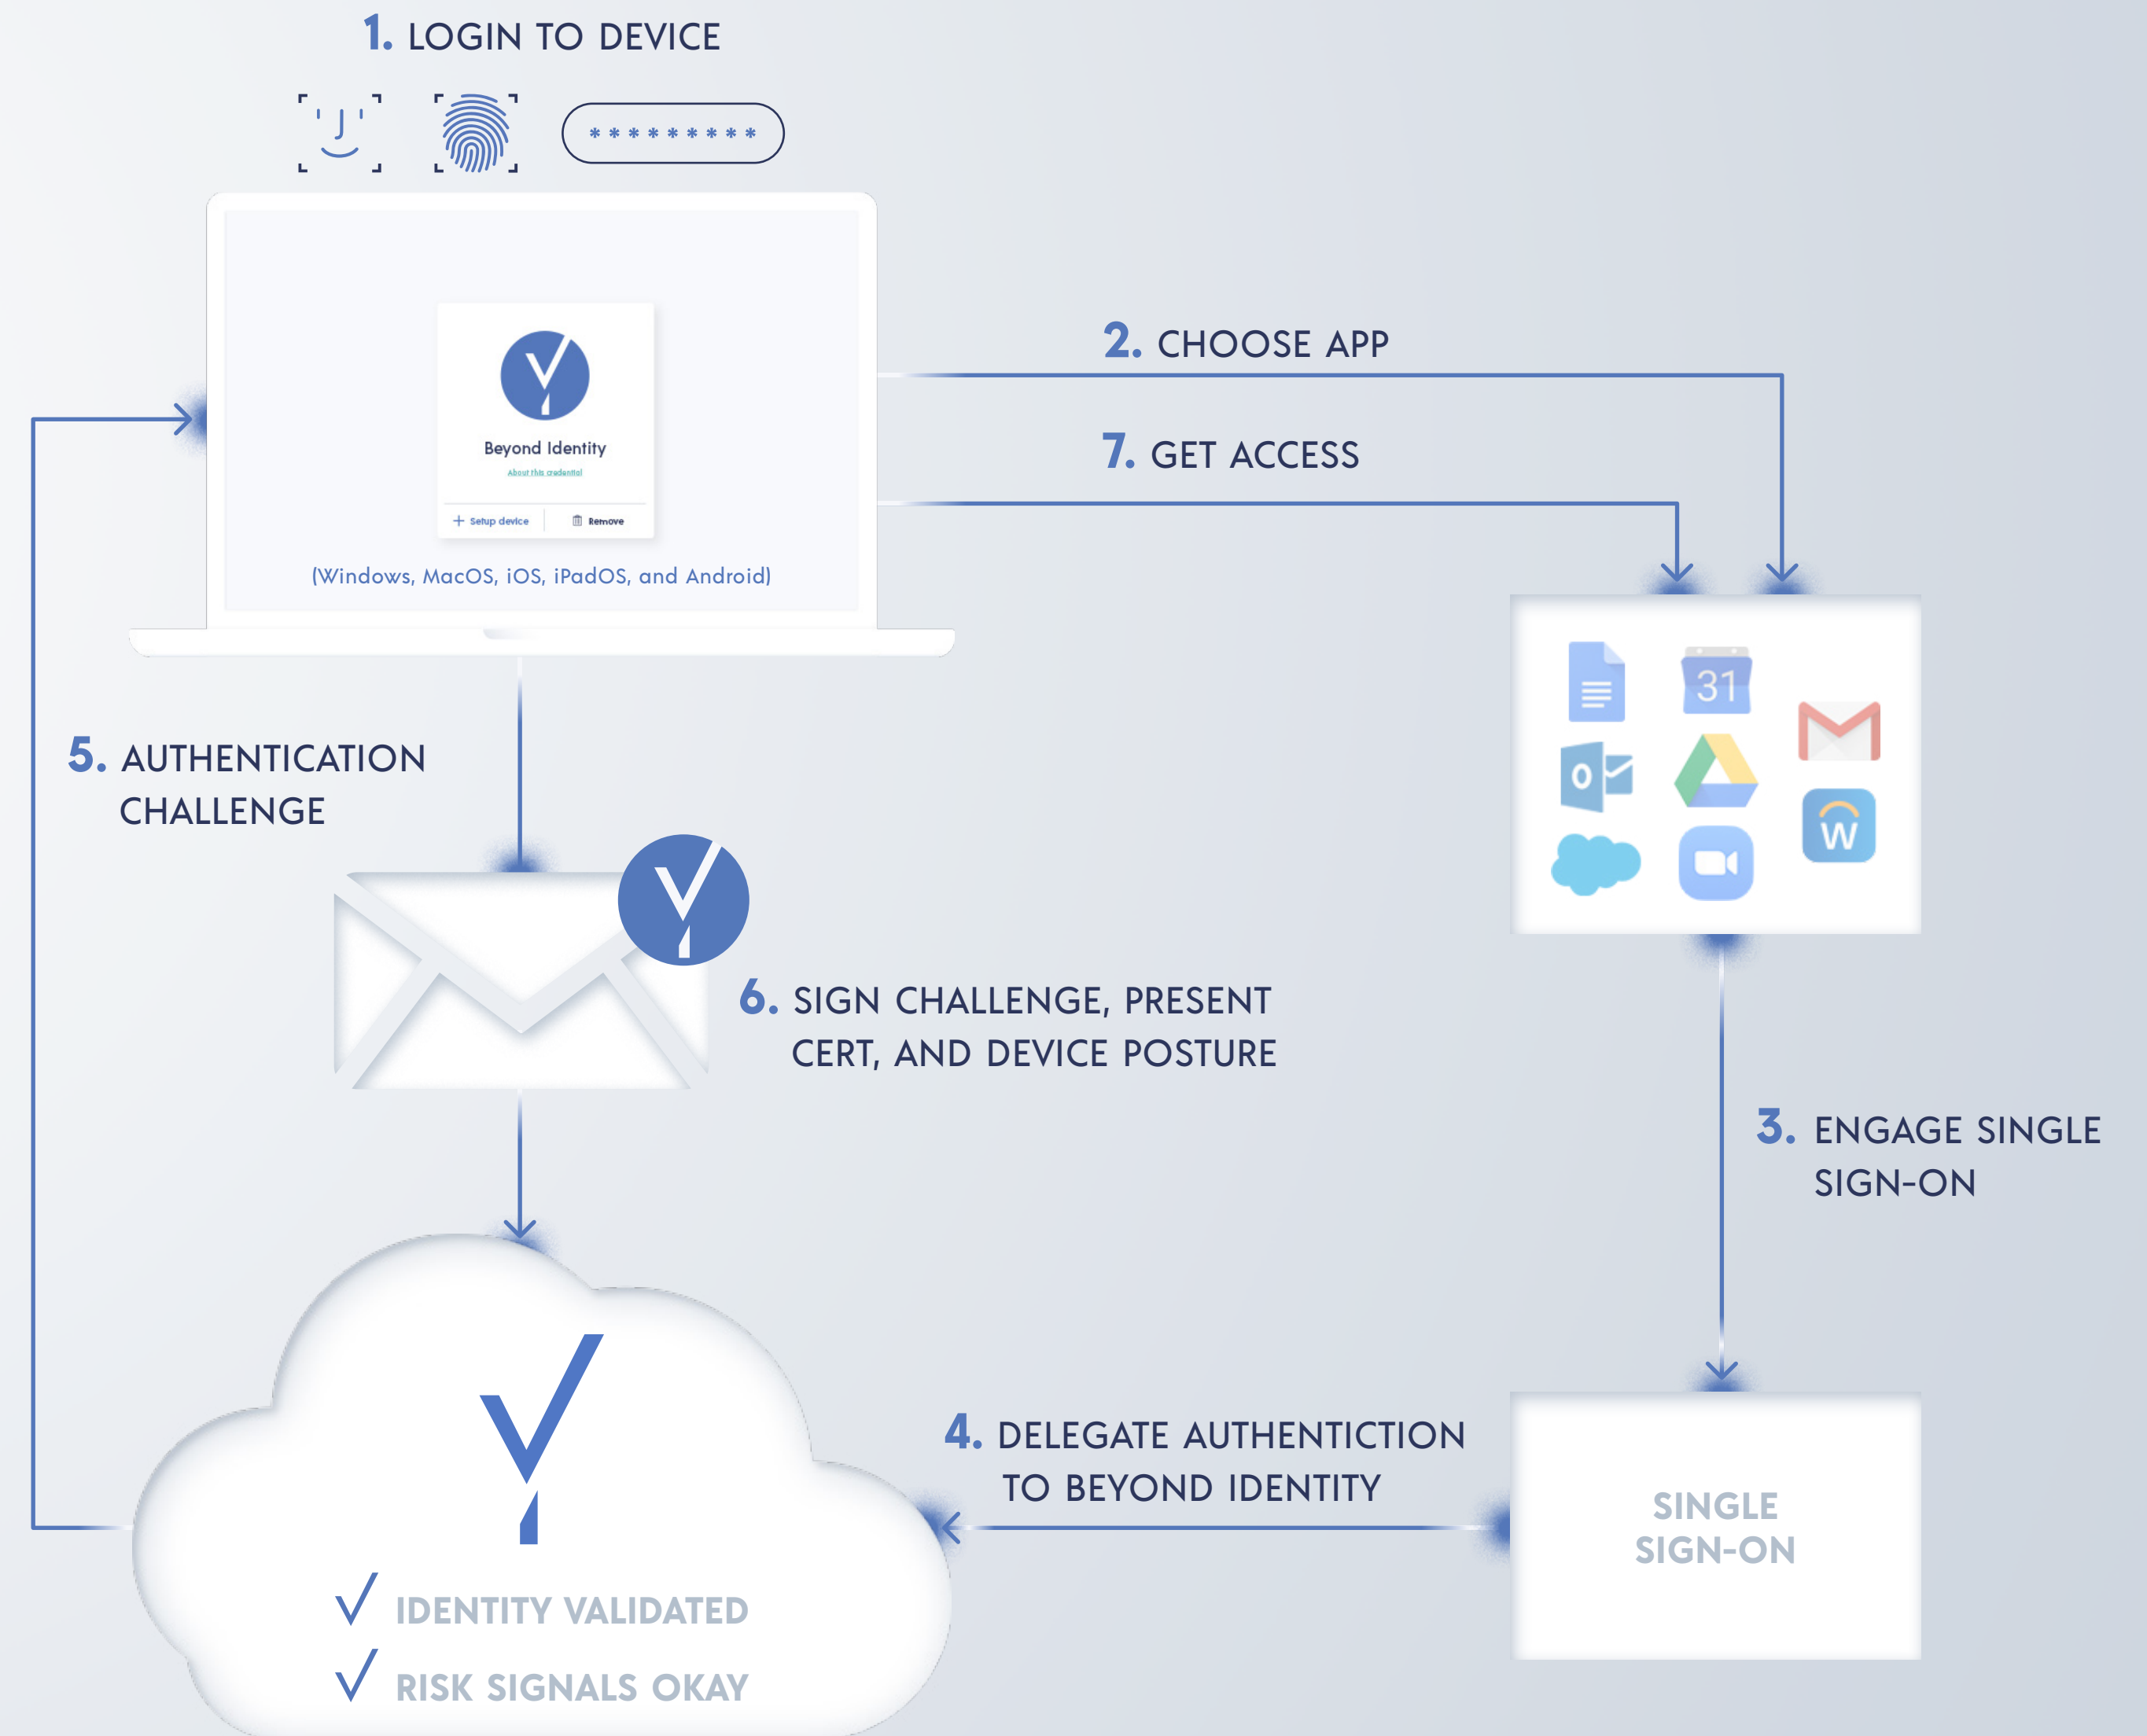 1. LOGIN TO DEVICE
* * * * * * * * *
Beyond Identity
About this credential
Setup device
Remove
(Windows, MacOS, iOS, iPadOS, and Android)
2. CHOOSE APP
7. GET ACCESS
31
O
W
5. AUTHENTICATION
CHALLENGE
6. SIGN CHALLENGE, PRESENT
CERT, AND DEVICE POSTURE
3. ENGAGE SINGLE
SIGN-ON
4. DELEGATE AUTHENTICTION
TO BEYOND IDENTITY
SINGLE
SIGN-ON
IDENTITY VALIDATED
RISK SIGNALS OKAY